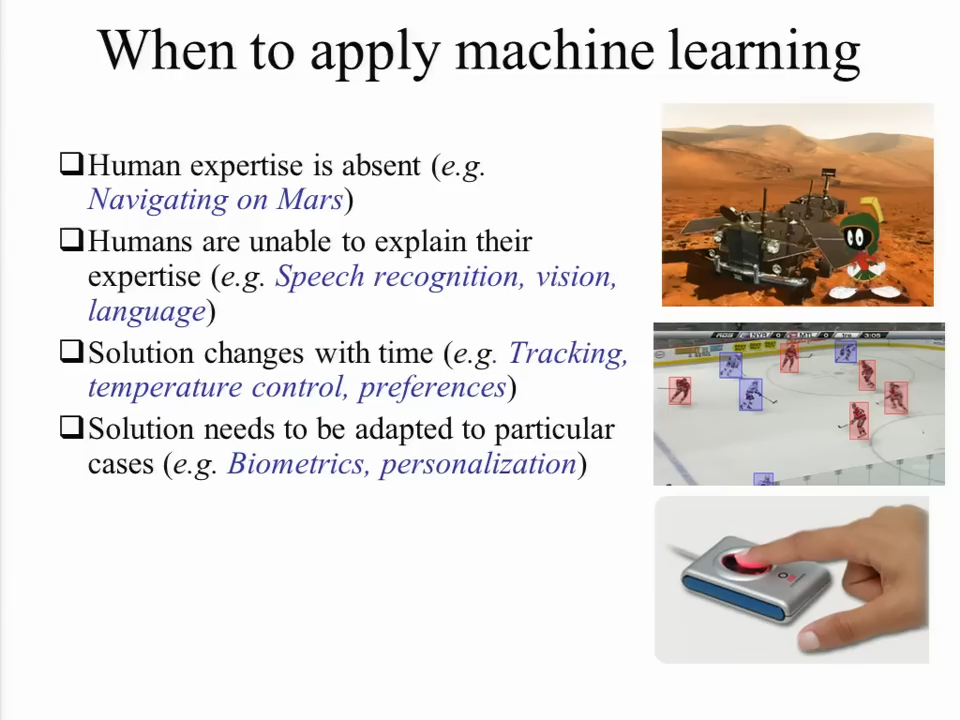 When to apply machine learning
❑Human expertise is absent (e.g.
Navigating on Mars)
❑Humans are unable to explain their
expertise (e.g. Speech recognition, vision,
language)
❑Solution changes with time (e.g. Tracking,
temperature control, preferences)
❑Solution needs to be adapted to particular
cases (e.g. Biometrics, personalization)